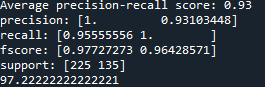 Average precision-recall score: 0.93
precision: [1.         0.93103448]
recall: [0.95555556 1.        ]
fscore: [0.97727273 0.96428571]
support: [225 135]
97.22222222222221